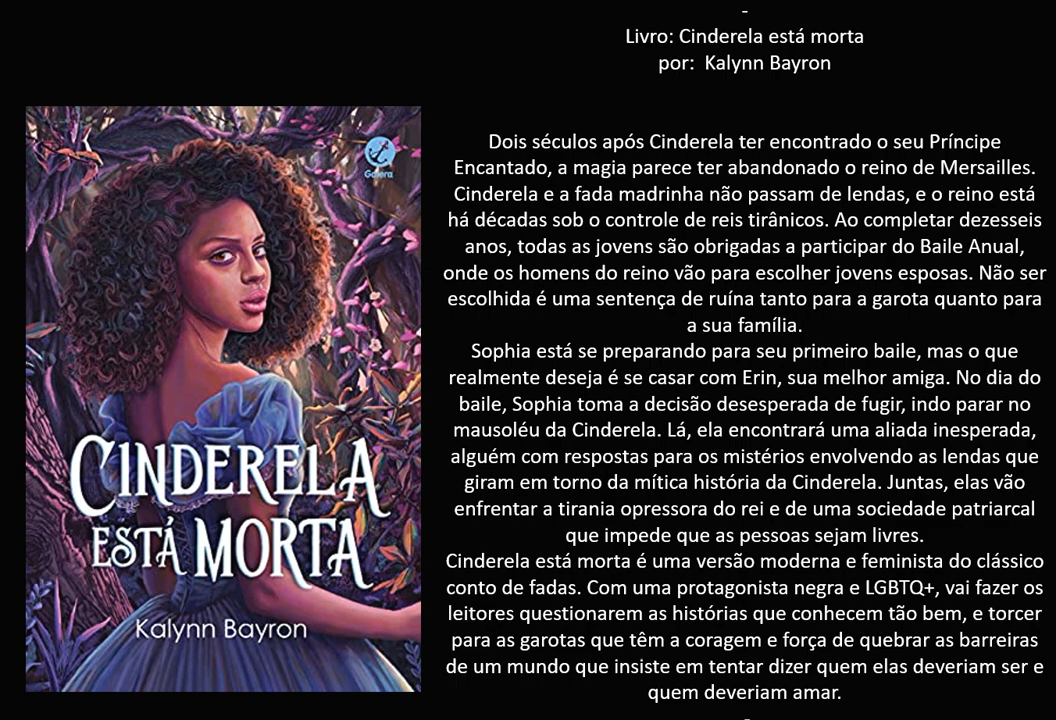 -
Livro: Cinderela está morta
por: Kalynn Bayron
Galera
CINDERELA
ESTÁ MORTA
Kalynn Bayron
Dois séculos após Cinderela ter encontrado o seu Príncipe
Encantado, a magia parece ter abandonado o reino de Mersailles.
Cinderela e a fada madrinha não passam de lendas, e o reino está
há décadas sob o controle de reis tirânicos. Ao completar dezesseis
anos, todas as jovens são obrigadas a participar do Baile Anual,
onde os homens do reino vão para escolher jovens esposas. Não ser
escolhida é uma sentença de ruína tanto para a garota quanto para
a sua família.
Sophia está se preparando para seu primeiro baile, mas o que
realmente deseja é se casar com Erin, sua melhor amiga. No dia do
baile, Sophia toma a decisão desesperada de fugir, indo parar no
mausoléu da Cinderela. Lá, ela encontrará uma aliada inesperada,
alguém com respostas para os mistérios envolvendo as lendas que
giram em torno da mítica história da Cinderela. Juntas, elas vão
enfrentar a tirania opressora do rei e de uma sociedade patriarcal
que impede que as pessoas sejam livres.
Cinderela está morta é uma versão moderna e feminista do clássico
conto de fadas. Com uma protagonista negra e LGBTQ+, vai fazer os
leitores questionarem as histórias que conhecem tão bem, e torcer
para as garotas que têm a coragem e força de quebrar as barreiras
de um mundo que insiste em tentar dizer quem elas deveriam ser e
quem deveriam amar.
-